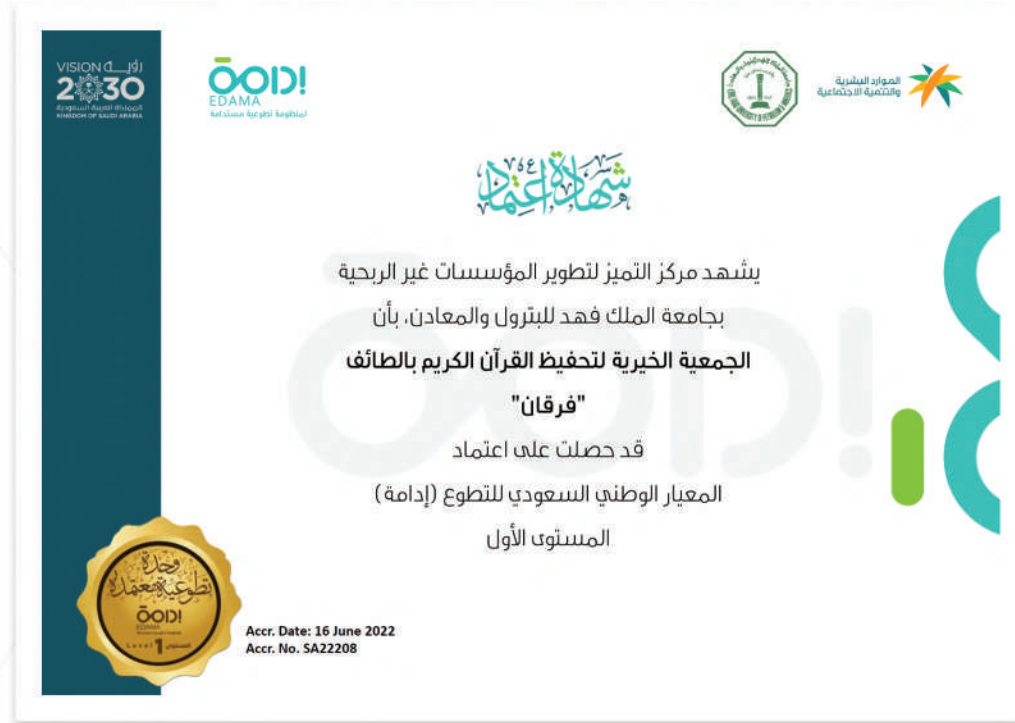 VISION رؤيـــة
2030
المملكة العربية السعودية
KINGDOM OF SAUDI ARABIA
إدامة
EDAMA
لمنظومة تطوعية مستدامة
الموارد البشرية
والتنمية الاجتماعية
شهادة اعتماد
يشهد مركز التميز لتطوير المؤسسات غير الربحية
بجامعة الملك فهد للبترول والمعادن، بأن
الجمعية الخيرية لتحفيظ القرآن الكريم بالطائف
"فرقان"
قد حصلت على اعتماد
المعيار الوطني السعودي للتطوع (إدامة)
المستوى الأول
وحدة
تطوعية معتمدة
إدامة
EDAMA
Level 1 المستوى
Accr. Date: 16 June 2022
Accr. No. SA22208